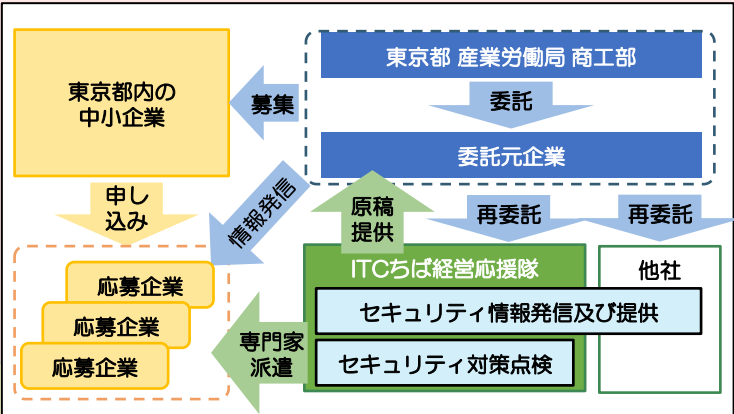 東京都内の
中小企業
東京都 産業労働局 商工部
募集
委託
委託元企業
申し
込み
情報発信
原稿
提供
再委託
再委託
応募企業
応募企業
応募企業
ITCちば経営応援隊
他社
セキュリティ情報発信及び提供
専門家
派遣
セキュリティ対策点検